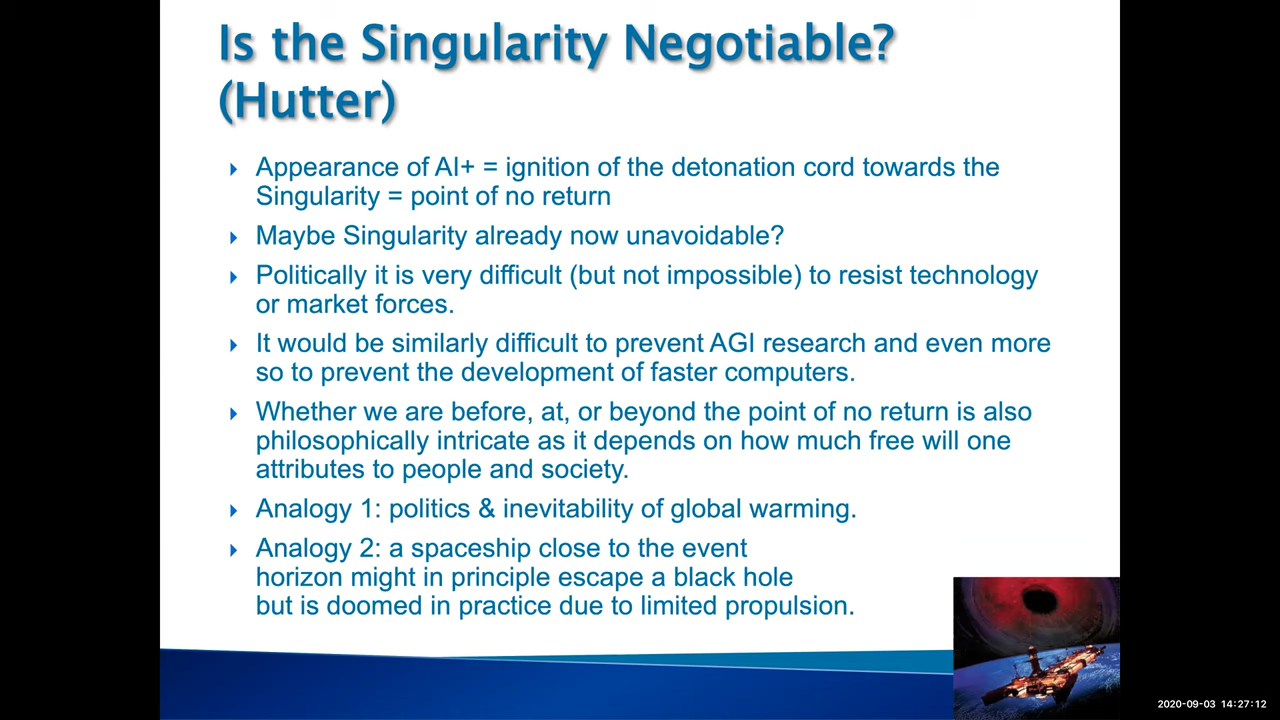 Is the Singularity Negotiable?
(Hutter)
Appearance of AI+ = ignition of the detonation cord towards the
Singularity = point of no return
Maybe Singularity already now unavoidable?
Politically it is very difficult (but not impossible) to resist technology
or market forces.
It would be similarly difficult to prevent AGI research and even more
so to prevent the development of faster computers.
Whether we are before, at, or beyond the point of no return is also
philosophically intricate as it depends on how much free will one
attributes to people and society.
Analogy 1: politics & inevitability of global warming.
Analogy 2: a spaceship close to the event
horizon might in principle escape a black hole
but is doomed in practice due to limited propulsion.
2020-09-03 14:27:12